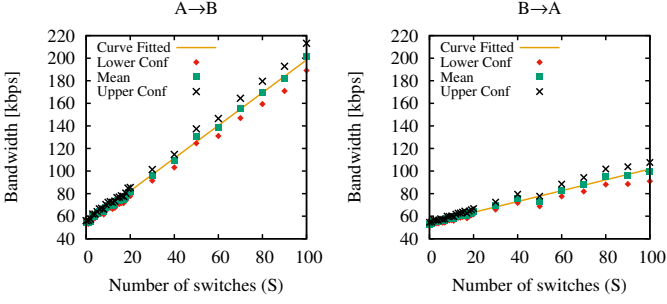 A→B
Bandwidth [kbps]
220
200
180
160
140
120
100
80
60
40
Curve Fitted
Lower Conf
Mean
Upper Conf
0 20 40 60 80 100
Number of switches (S)
B→A
Bandwidth [kbps]
220
200
180
160
140
120
100
80
60
40
Curve Fitted
Lower Conf
Mean
Upper Conf
0 20 40 60 80 100
Number of switches (S)